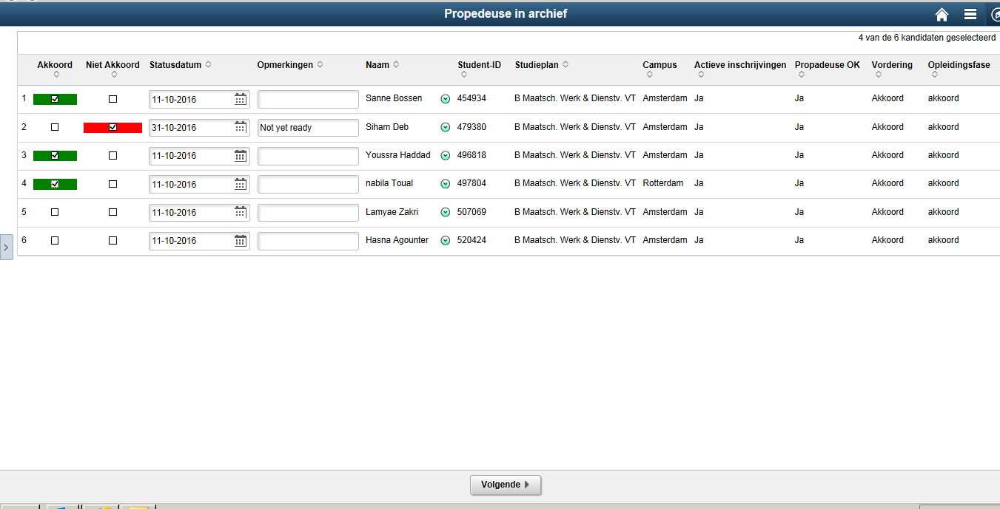 Propedeuse in archief
4 van de 6 kandidaten geselecteerd
Akkoord Niet Akkoord Statusdatum Opmerkingen Naam Student-ID Studieplan Campus Actieve inschrijvingen Propadeuse OK Vordering Opleidingsfase
1 11-10-2016 Sanne Bossen 454934 B Maatsch. Werk & Dienstv. VT Amsterdam Ja Ja Akkoord akkoord
2 31-10-2016 Not yet ready Siham Deb 479380 B Maatsch. Werk & Dienstv. VT Amsterdam Ja Ja Akkoord akkoord
3 11-10-2016 Youssra Haddad 496818 B Maatsch. Werk & Dienstv. VT Amsterdam Ja Ja Akkoord akkoord
4 11-10-2016 nabila Toual 497804 B Maatsch. Werk & Dienstv. VT Rotterdam Ja Ja Akkoord akkoord
5 11-10-2016 Lamyae Zakri 507069 B Maatsch. Werk & Dienstv. VT Amsterdam Ja Ja Akkoord akkoord
6 11-10-2016 Hasna Agounter 520424 B Maatsch. Werk & Dienstv. VT Amsterdam Ja Ja Akkoord akkoord
Volgende